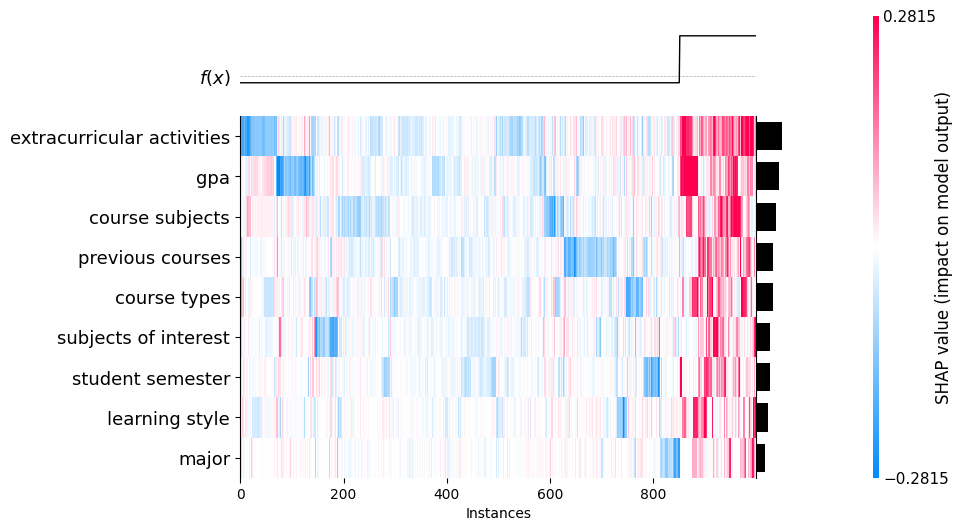 0.2815
f(x)
extracurricular activities
gpa
course subjects
previous courses
course types
subjects of interest
student semester
learning style
major
0 200 400 600 800
Instances
−0.2815
SHAP value (impact on model output)